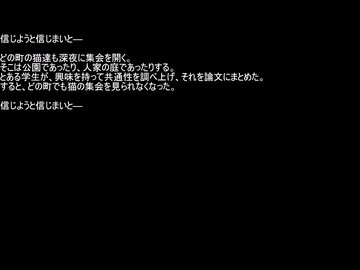 信じようと信じまいと―
どの町の猫達も深夜に集会を開く。
そこは公園であったり、人家の庭であったりする。
とある学生が、興味を持って共通性を調べ上げ、それを論文にまとめた。
すると、どの町でも猫の集会を見られなくなった。
信じようと信じまいと―